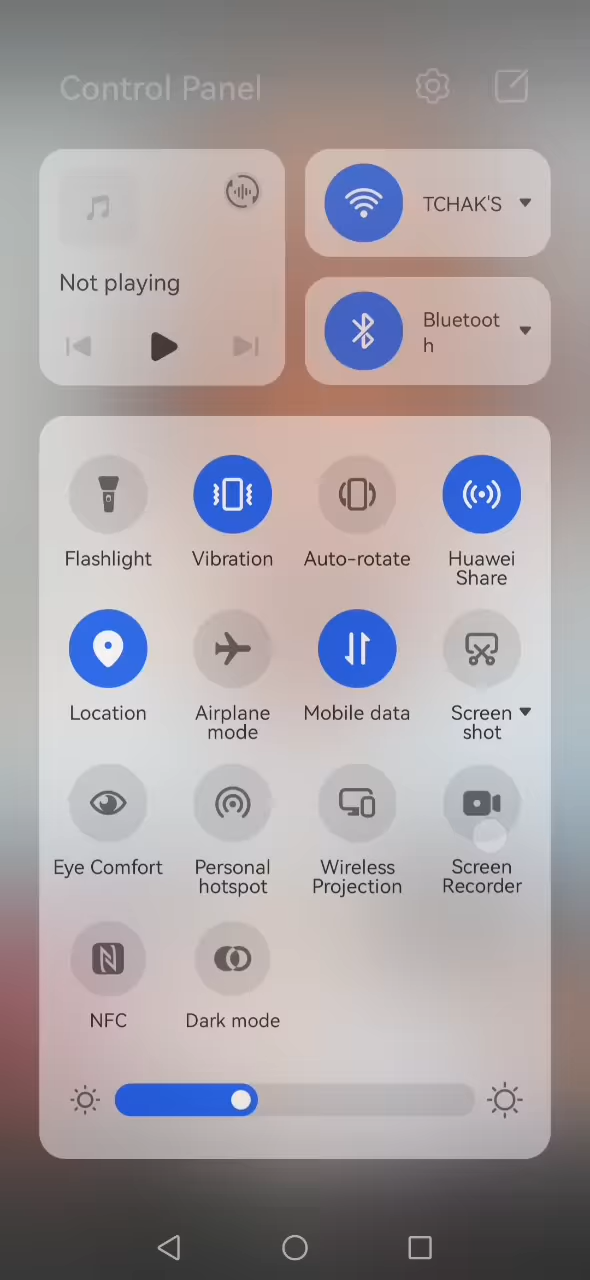 Control Panel
TCHAK'S
Not playing
Bluetoot
h
Flashlight
Vibration
Auto-rotate
Huawei
Share
Location
Airplane
mode
Mobile data
Screen
shot
Eye Comfort
Personal
hotspot
Wireless
Projection
Screen
Recorder
NFC
Dark mode